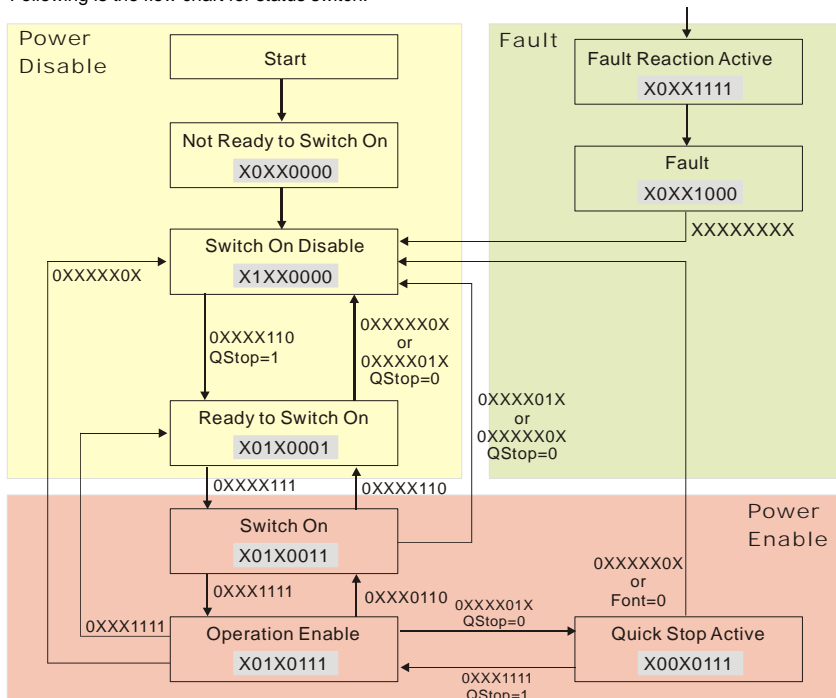 Following is the flow chart for status switch:
Power
Disable
Start
Not Ready to Switch On
X0XX0000
Switch On Disable
X1XX0000
0XXXXX0X
0XXXX110
QStop=1
0XXXXX0X
or
0XXXX01X
QStop=0
Ready to Switch On
X01X0001
0XXXX111
0XXXX110
Fault
Fault Reaction Active
X0XX1111
Fault
X0XX1000
XXXXXXXX
0XXXX01X
or
0XXXXX0X
QStop=0
Power
Enable
Switch On
X01X0011
0XXX1111
0XXX0110
0XXX1111
Operation Enable
X01X0111
0XXXX01X
QStop=0
0XXX1111
QStop=1
0XXXXX0X
or
Font=0
Quick Stop Active
X00X0111